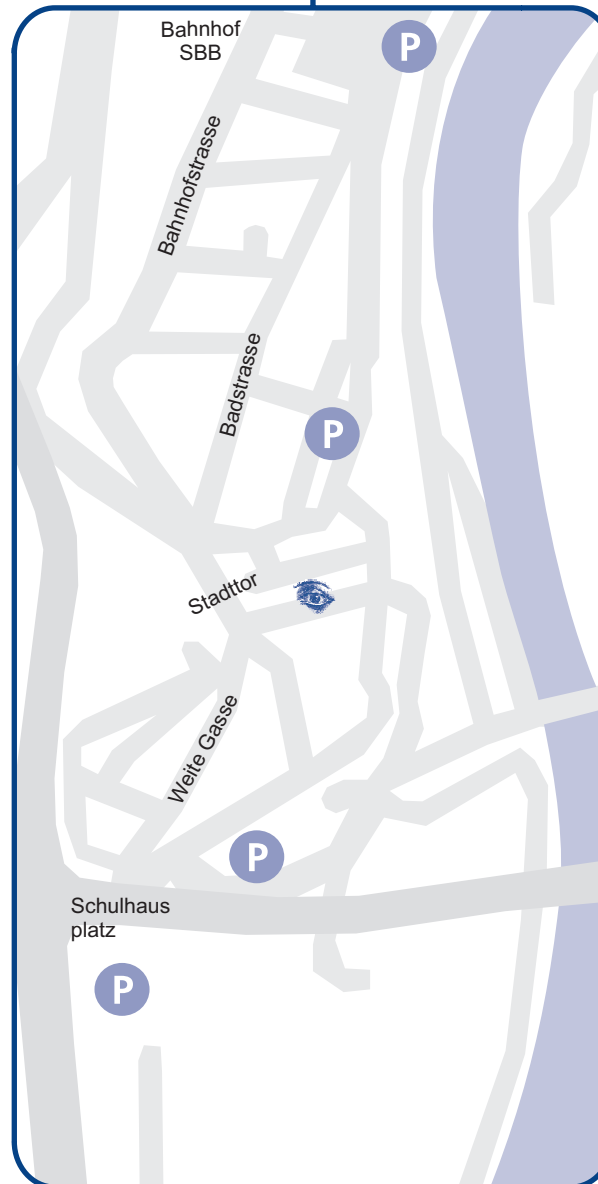 Bahnhof
SBB
P
Bahnhofstrasse
Badstrasse
P
Stadttor
Weite Gasse
P
Schulhaus
platz
P